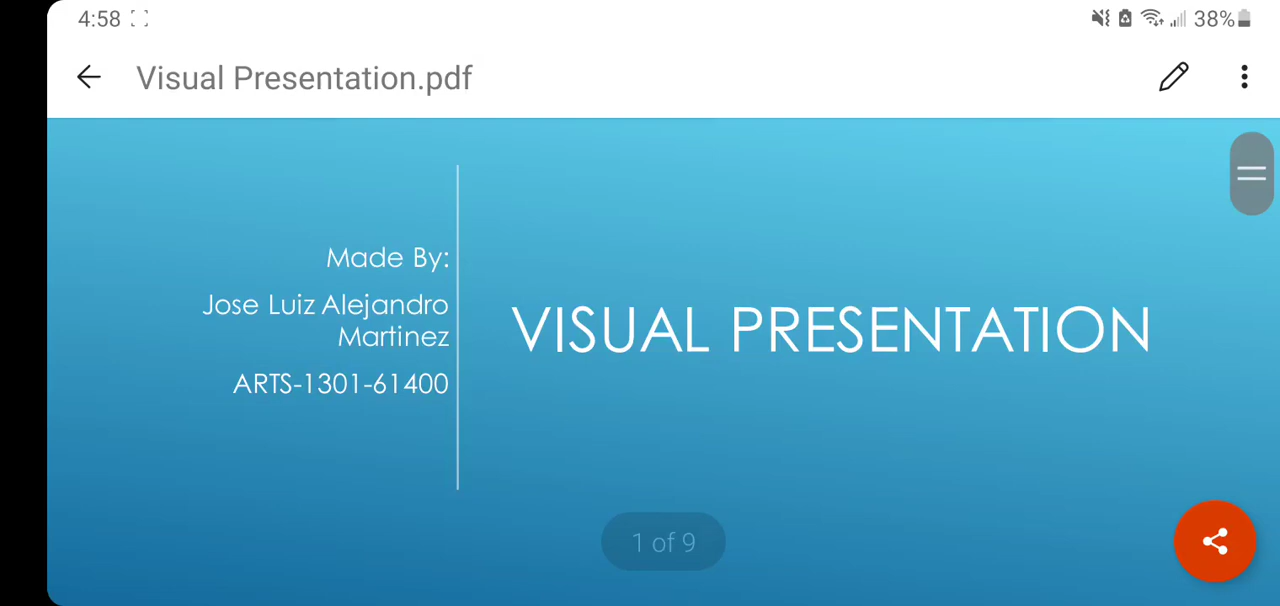 4:58
38%
Visual Presentation.pdf
Made By:
Jose Luiz Alejandro
Martinez
ARTS-1301-61400
VISUAL PRESENTATION
1 of 9